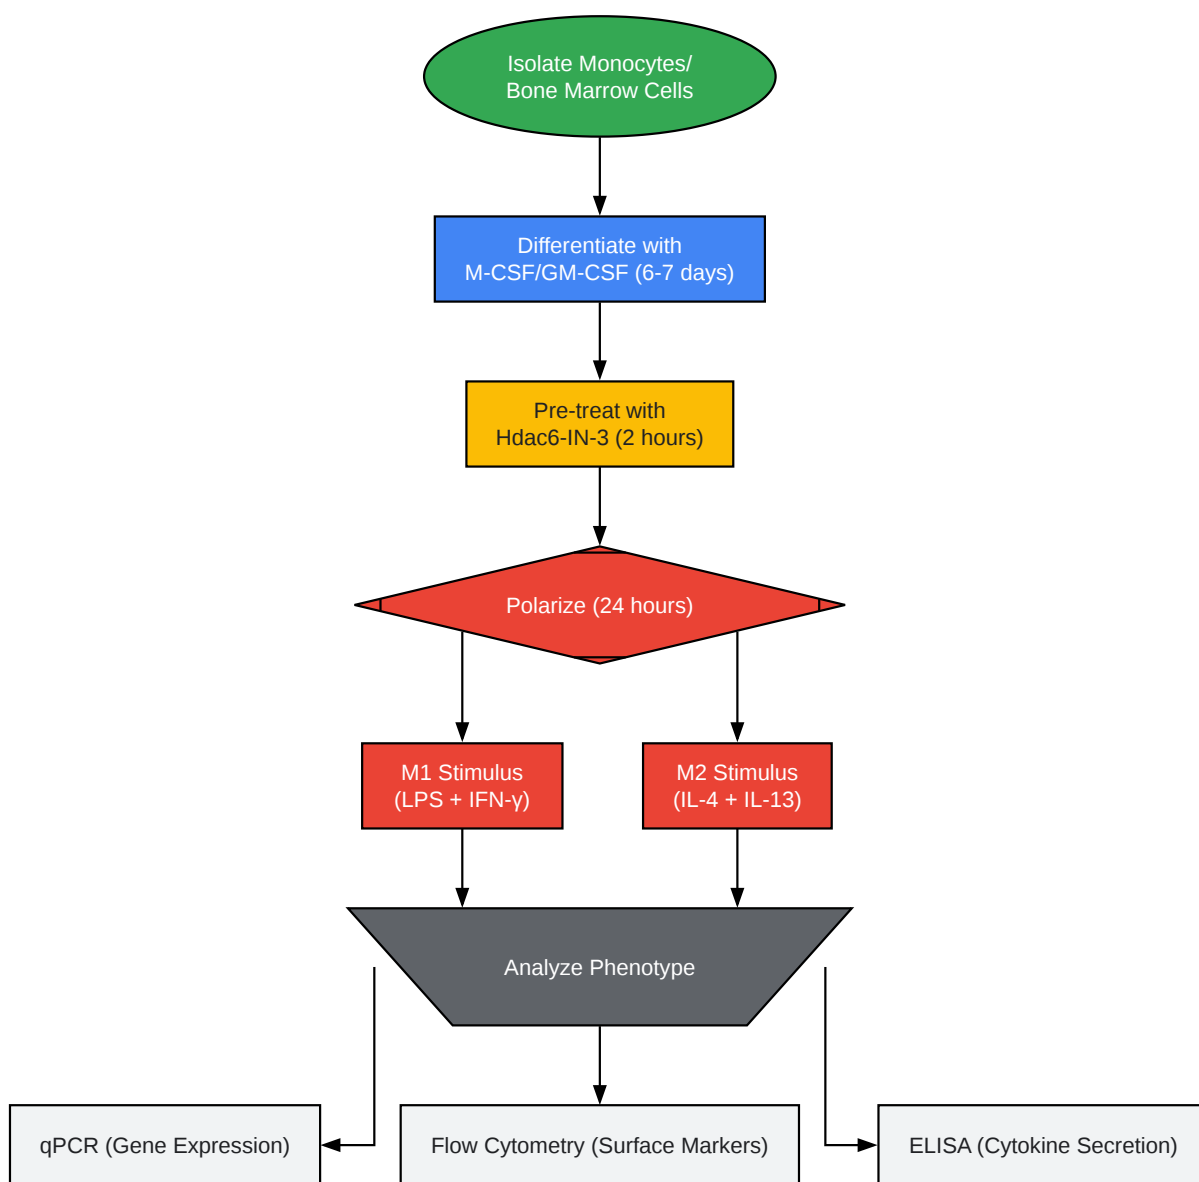 Isolate Monocytes/
Bone Marrow Cells
Differentiate with
M-CSF/GM-CSF (6-7 days)
Pre-treat with
Hdac6-IN-3 (2 hours)
Polarize (24 hours)
M1 Stimulus
(LPS + IFN-γ)
M2 Stimulus
(IL-4 + IL-13)
Analyze Phenotype
qPCR (Gene Expression)
Flow Cytometry (Surface Markers)
ELISA (Cytokine Secretion)